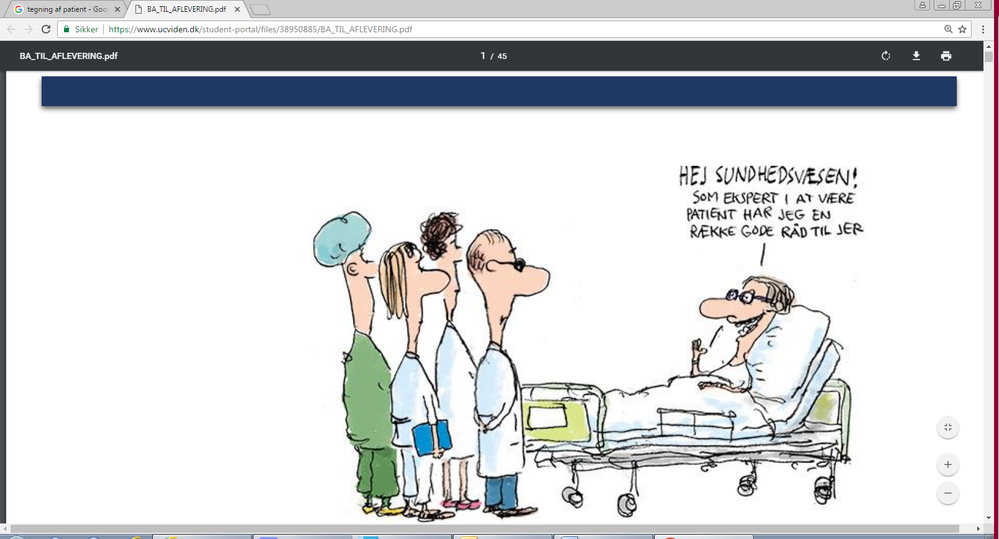 tegning af patient - Goo
BA_TIL_AFLEVERING.pdf
Sikker
https://www.ucviden.dk/student-portal/files/38950885/BA_TIL_AFLEVERING.pdf
BA_TIL_AFLEVERING.pdf
1 / 45
HEJ SUNDHEDSVÆSEN!
SOM EKSPERT I AT VÆRE
PATIENT HAR JEG EN
RÆKKE GODE RÅD TIL JER